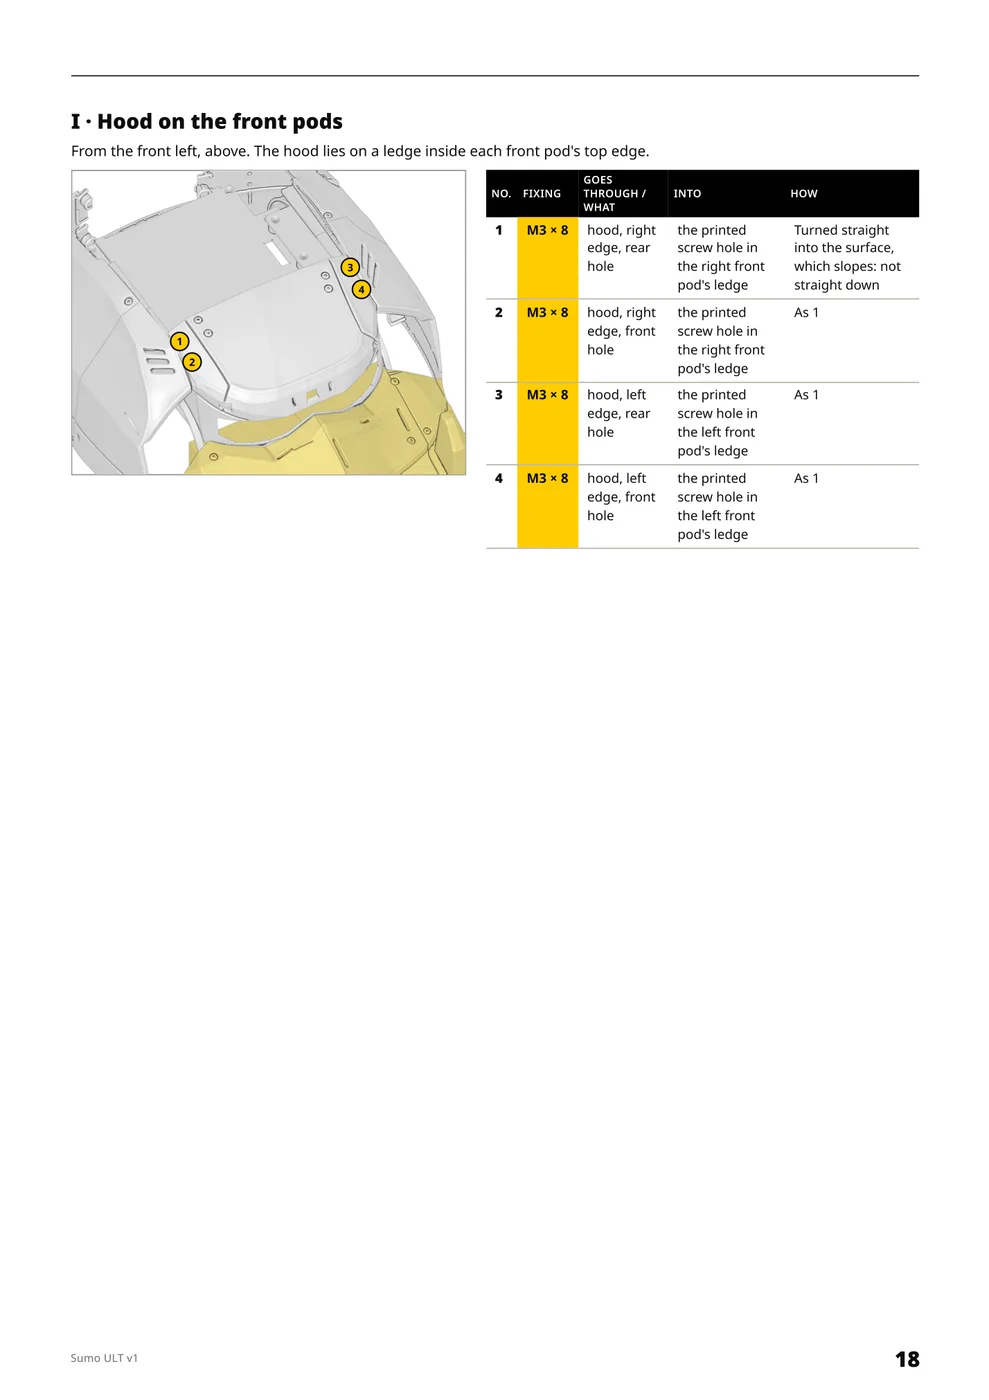 I · Hood on the front pods
From the front left, above. The hood lies on a ledge inside each front pod's top edge.
3
4
1
2
NO. FIXING GOES THROUGH / WHAT INTO HOW
1 M3 × 8 hood, right the printed Turned straight
edge, rear screw hole in into the surface,
hole the right front which slopes: not
pod's ledge straight down
2 M3 × 8 hood, right the printed As 1
edge, front screw hole in
hole the right front
pod's ledge
3 M3 × 8 hood, left the printed As 1
edge, rear screw hole in
hole the left front
pod's ledge
4 M3 × 8 hood, left the printed As 1
edge, front screw hole in
hole the left front
pod's ledge
Sumo ULT v1 18